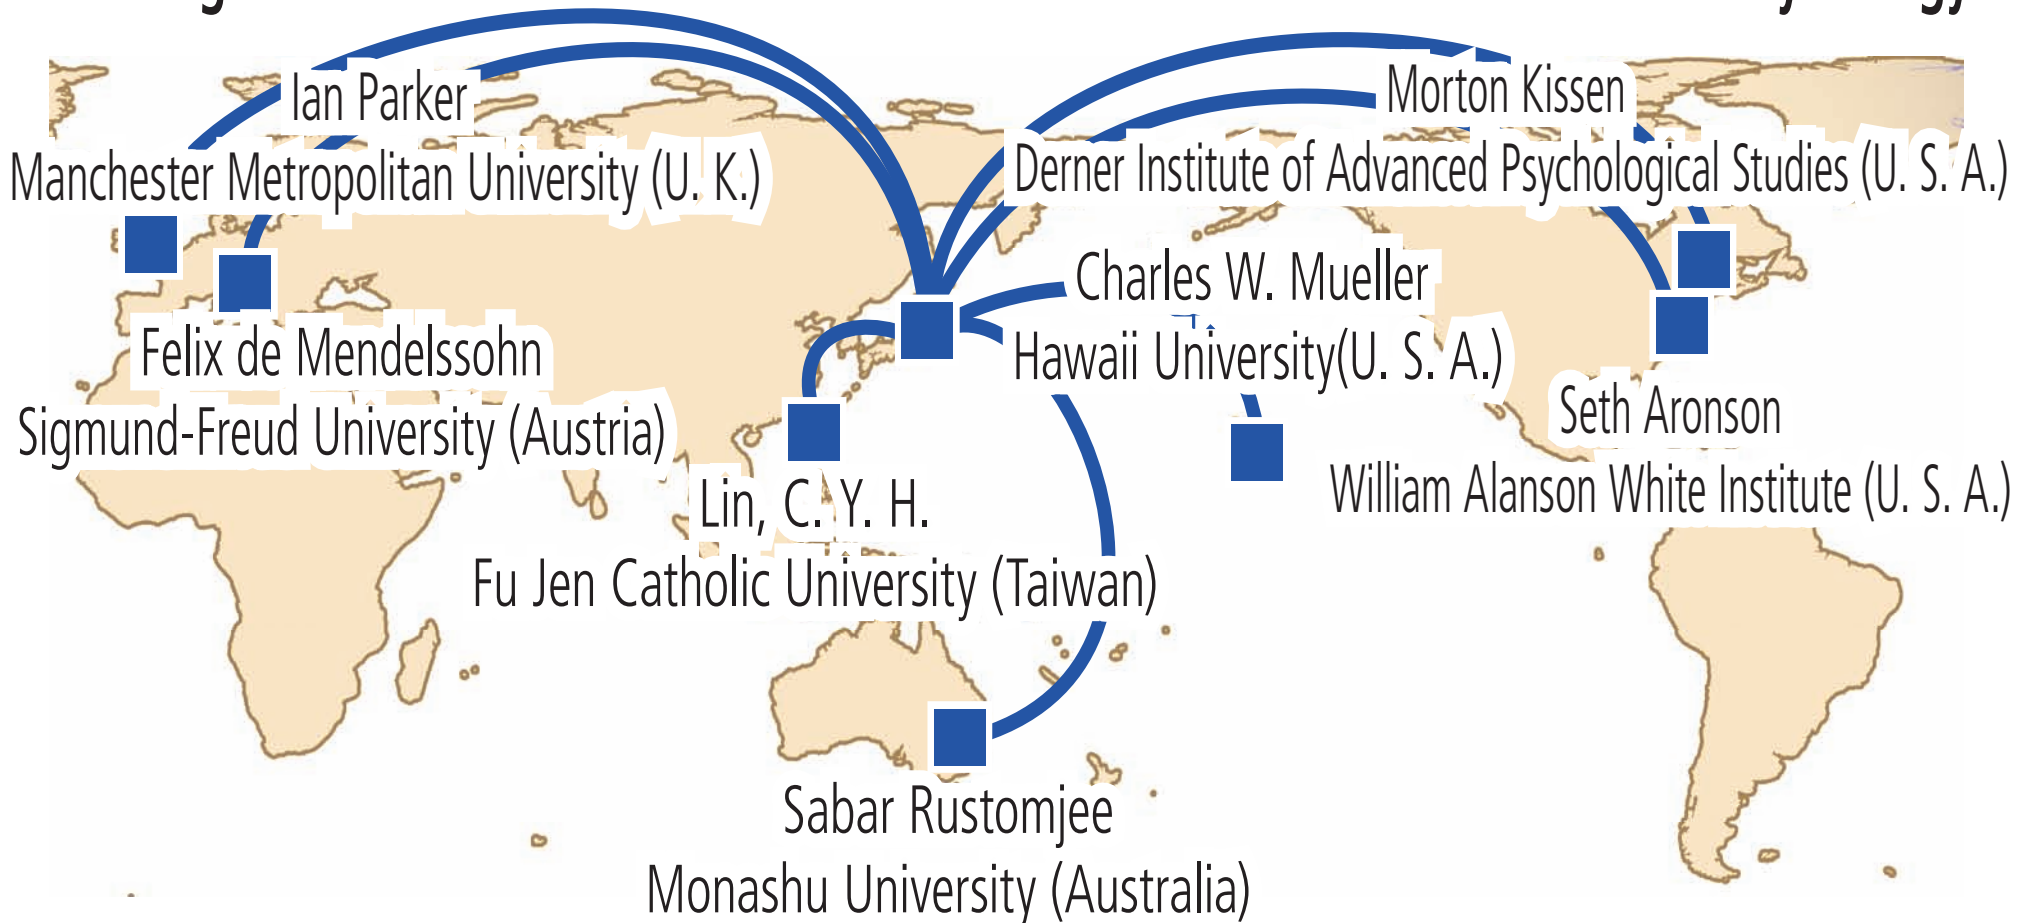 Ian Parker
Manchester Metropolitan University (U. K.)
Morton Kissen
Derner Institute of Advanced Psychological Studies (U. S. A.)
Charles W. Mueller
Hawaii University(U. S. A.)
Felix de Mendelssohn
Sigmund-Freud University (Austria)
Seth Aronson
William Alanson White Institute (U. S. A.)
Lin, C. Y. H.
Fu Jen Catholic University (Taiwan)
Sabar Rustomjee
Monashu University (Australia)